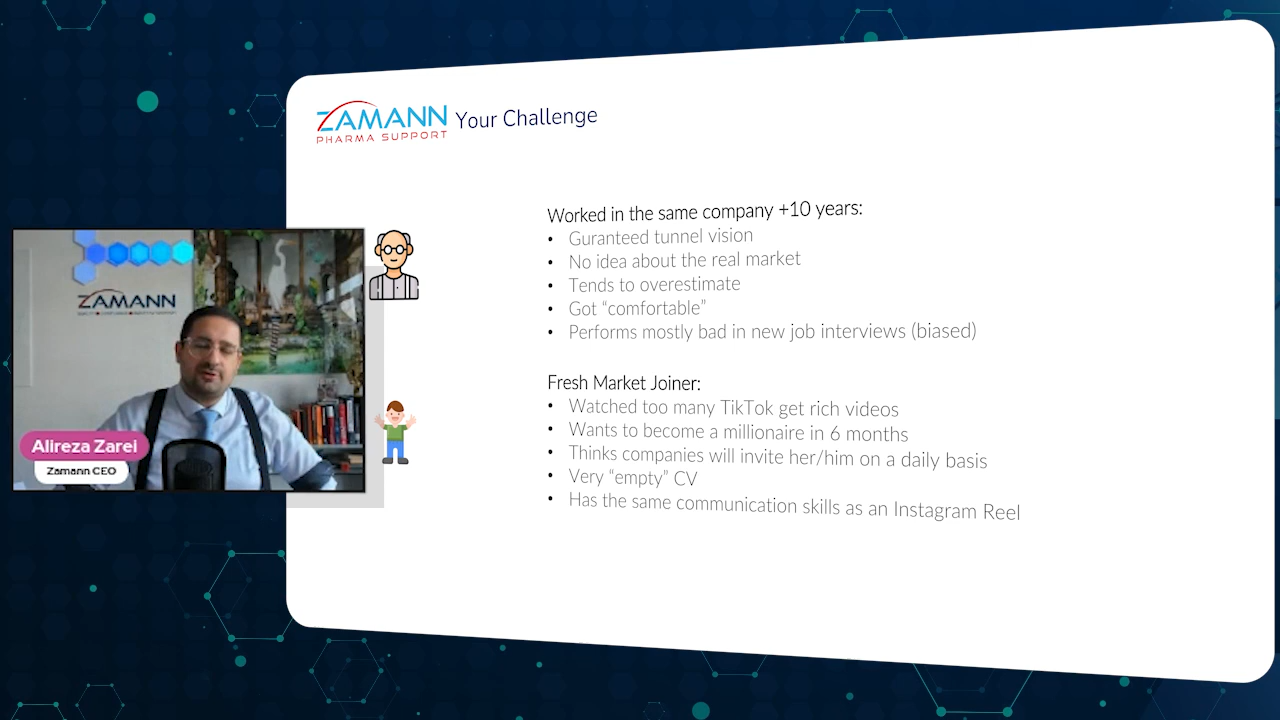 ZAMANN
PHARMA SUPPORT
Your Challenge
Worked in the same company +10 years:
• Guranteed tunnel vision
• No idea about the real market
• Tends to overestimate
• Got “comfortable”
• Performs mostly bad in new job interviews (biased)
Fresh Market Joiner:
• Watched too many TikTok get rich videos
• Wants to become a millionaire in 6 months
• Thinks companies will invite her/him on a daily basis
• Very “empty” CV
• Has the same communication skills as an Instagram Reel
ZAMANN
Alireza Zarei
Zamann CEO